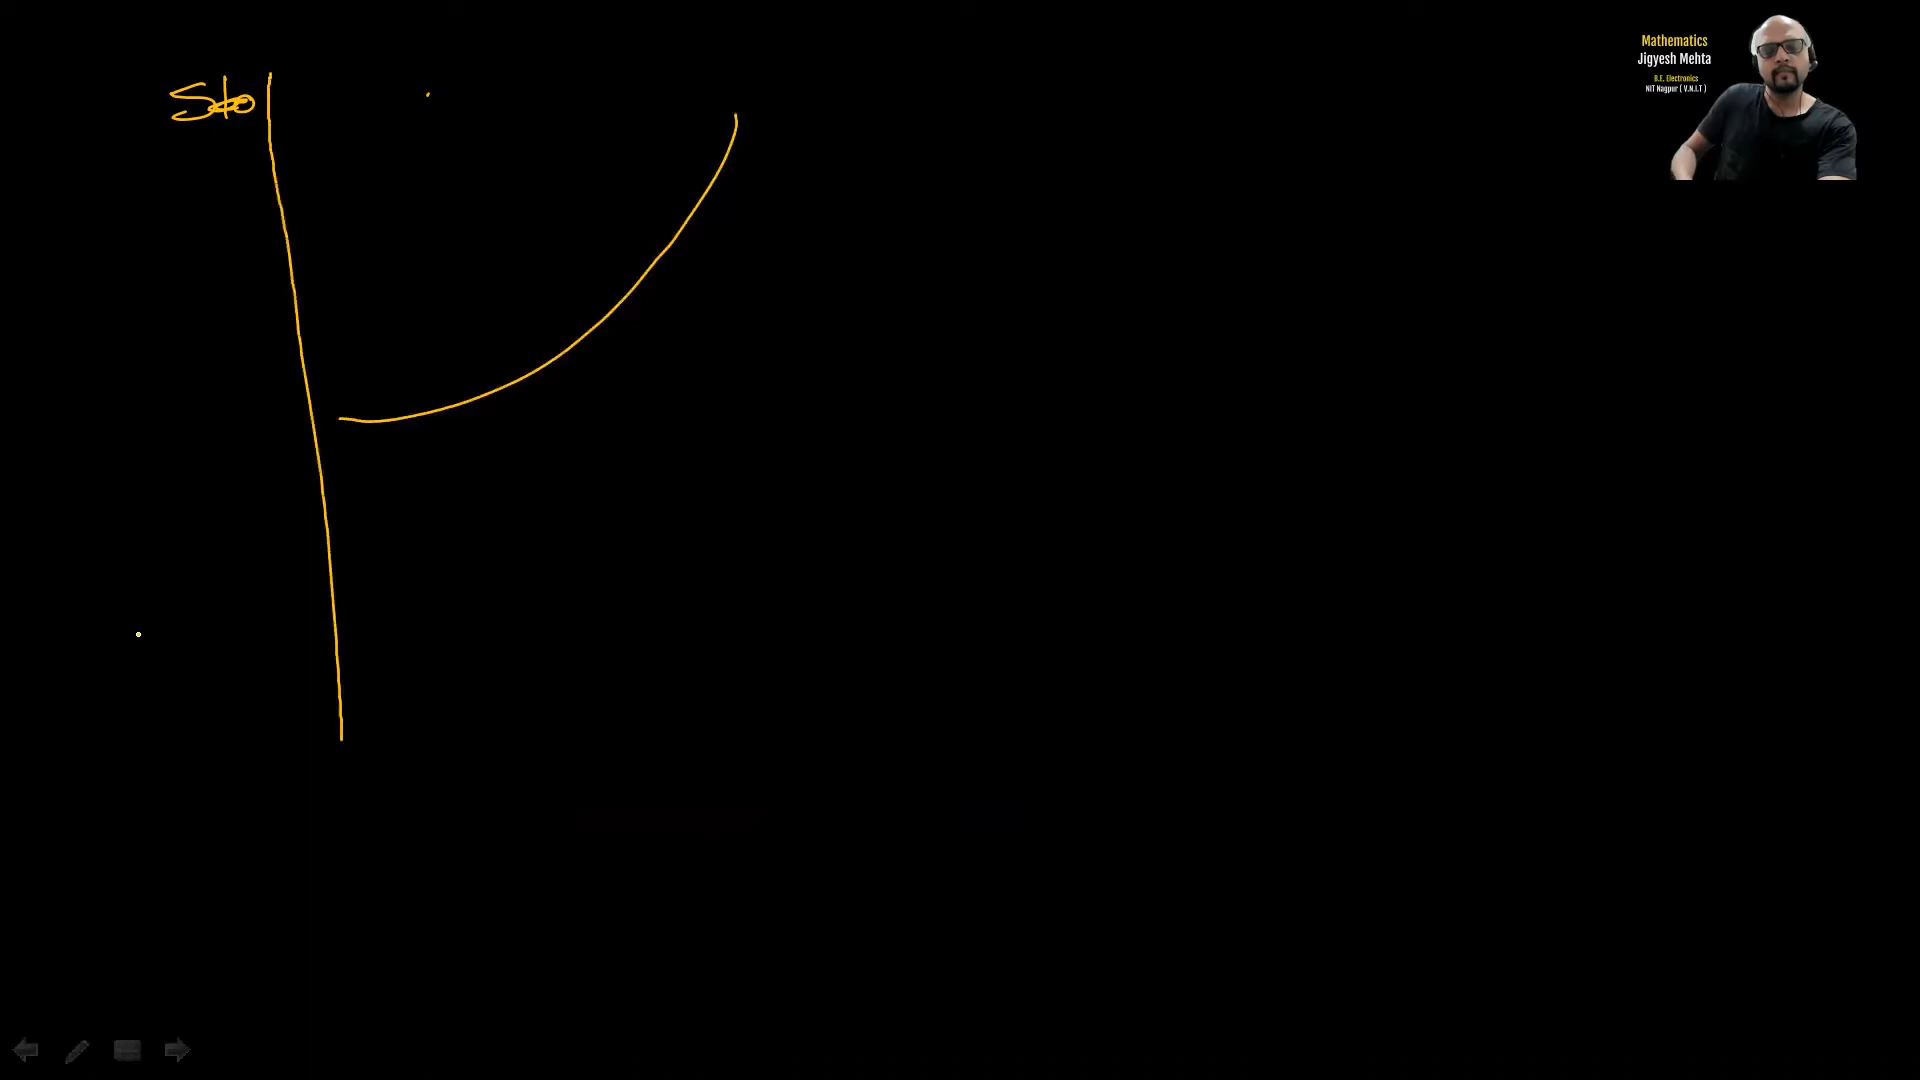 Mathematics
Jigyesh Mehta
B.E. Electronics
NIT Nagpur ( V.N.I.T )